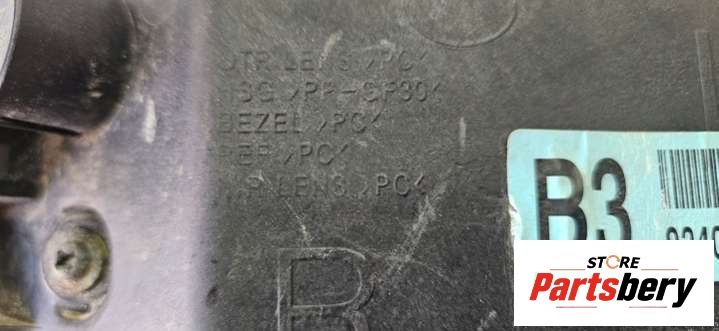 OTR LENS >PC<
HSG >PP-GF30<
BEZEL >PC<
REF >PC<
LENS >PC<
R
B3
STORE
Partsbery